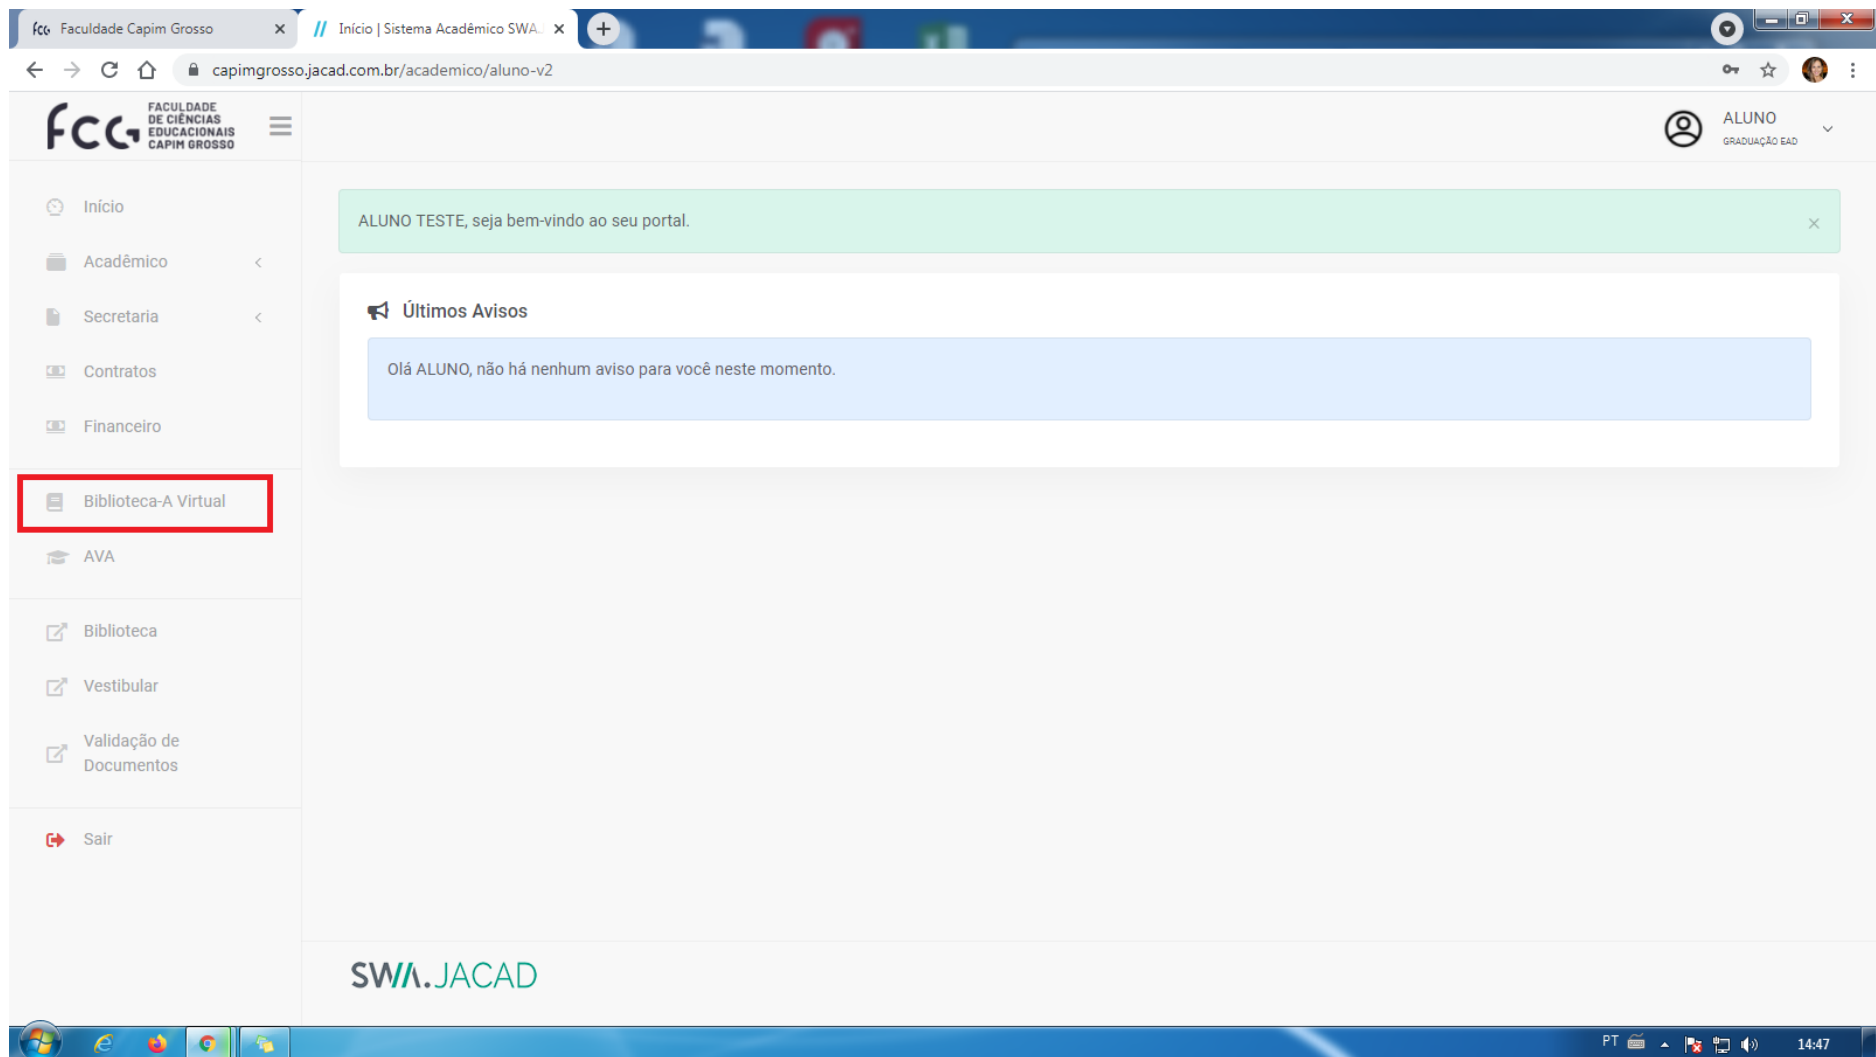 fcg Faculdade Capim Grosso
Início | Sistema Acadêmico SWA.
capimgrosso.jacad.com.br/academico/aluno-v2
fCG
FACULDADE
DE CIÊNCIAS
EDUCACIONAIS
CAPIM GROSSO
ALUNO
GRADUAÇÃO EAD
Início
Acadêmico
Secretaria
Contratos
Financeiro
Biblioteca-A Virtual
AVA
Biblioteca
Vestibular
Validação de
Documentos
Sair
ALUNO TESTE, seja bem-vindo ao seu portal.
Últimos Avisos
Olá ALUNO, não há nenhum aviso para você neste momento.
SWA.JACAD
PT
14:47